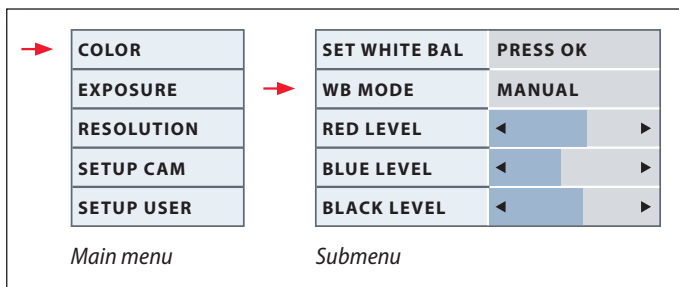 COLOR
EXPOSURE
RESOLUTION
SETUP CAM
SETUP USER
Main menu
SET WHITE BAL PRESS OK
WB MODE MANUAL
RED LEVEL
BLUE LEVEL
BLACK LEVEL
Submenu